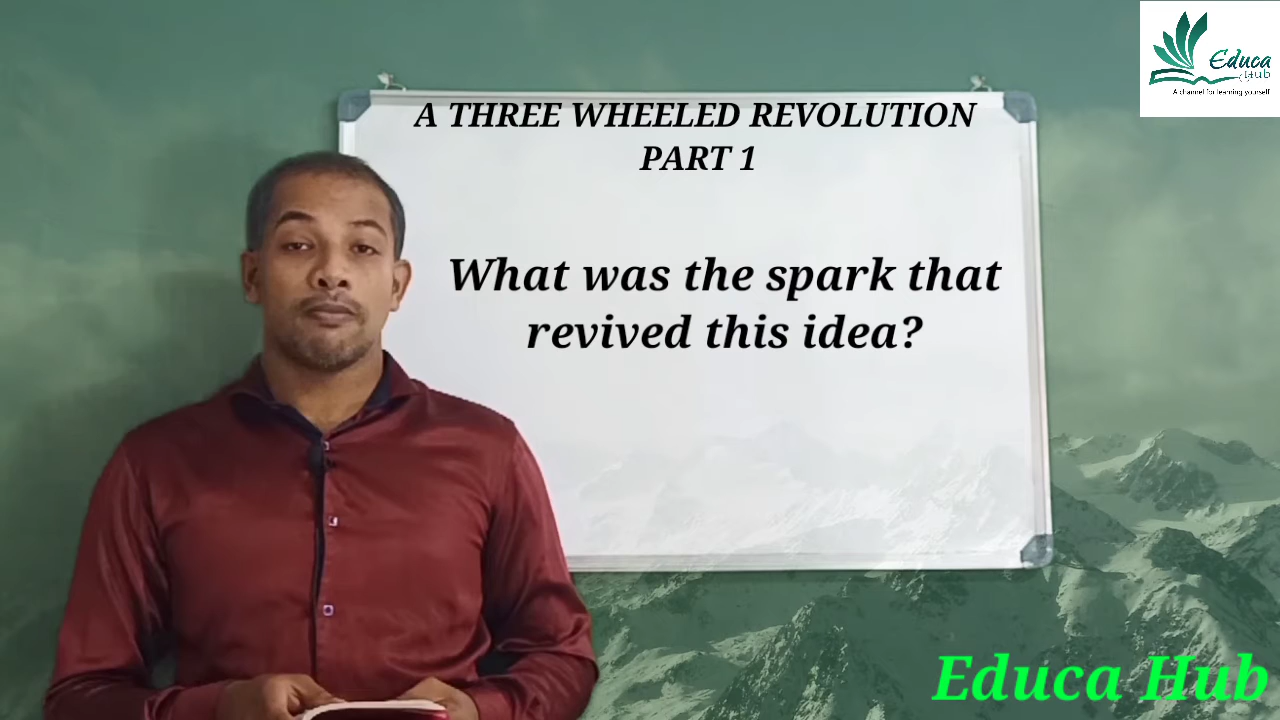 Educa
Hub
A channel for learning yourself
A THREE WHEELED REVOLUTION
PART 1
What was the spark that
revived this idea?
Educa Hub